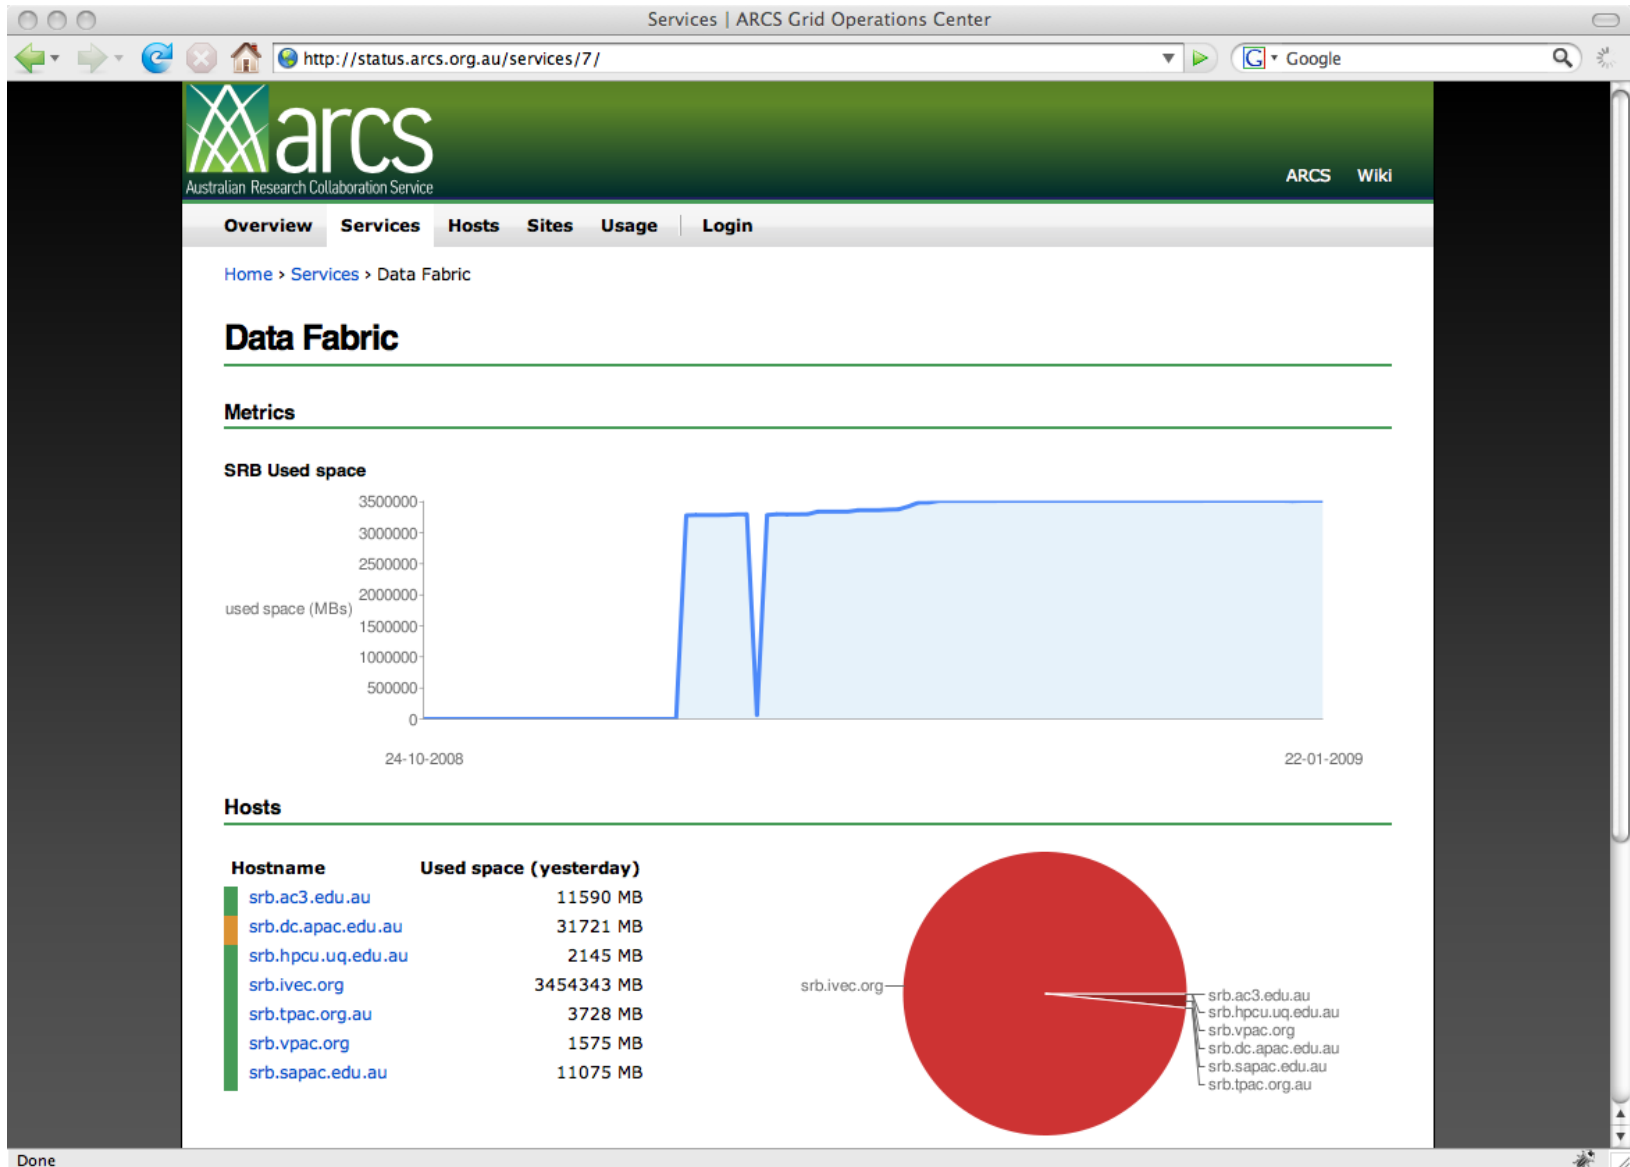 Services | ARCS Grid Operations Center
http://status.arcs.org.au/services/7/
G Google
arcs
Australian Research Collaboration Service
ARCS Wiki
Overview Services Hosts Sites Usage Login
Home › Services › Data Fabric
Data Fabric
Metrics
SRB Used space
3500000
3000000
2500000
2000000
used space (MBs)
1500000
1000000
500000
0
24-10-2008 22-01-2009
Hosts
Hostname Used space (yesterday)
srb.ac3.edu.au 11590 MB
srb.dc.apac.edu.au 31721 MB
srb.hpcu.uq.edu.au 2145 MB
srb.ivec.org 3454343 MB
srb.tpac.org.au 3728 MB
srb.vpac.org 1575 MB
srb.sapac.edu.au 11075 MB
srb.ivec.org
srb.ac3.edu.au
srb.hpcu.uq.edu.au
srb.vpac.org
srb.dc.apac.edu.au
srb.sapac.edu.au
srb.tpac.org.au
Done